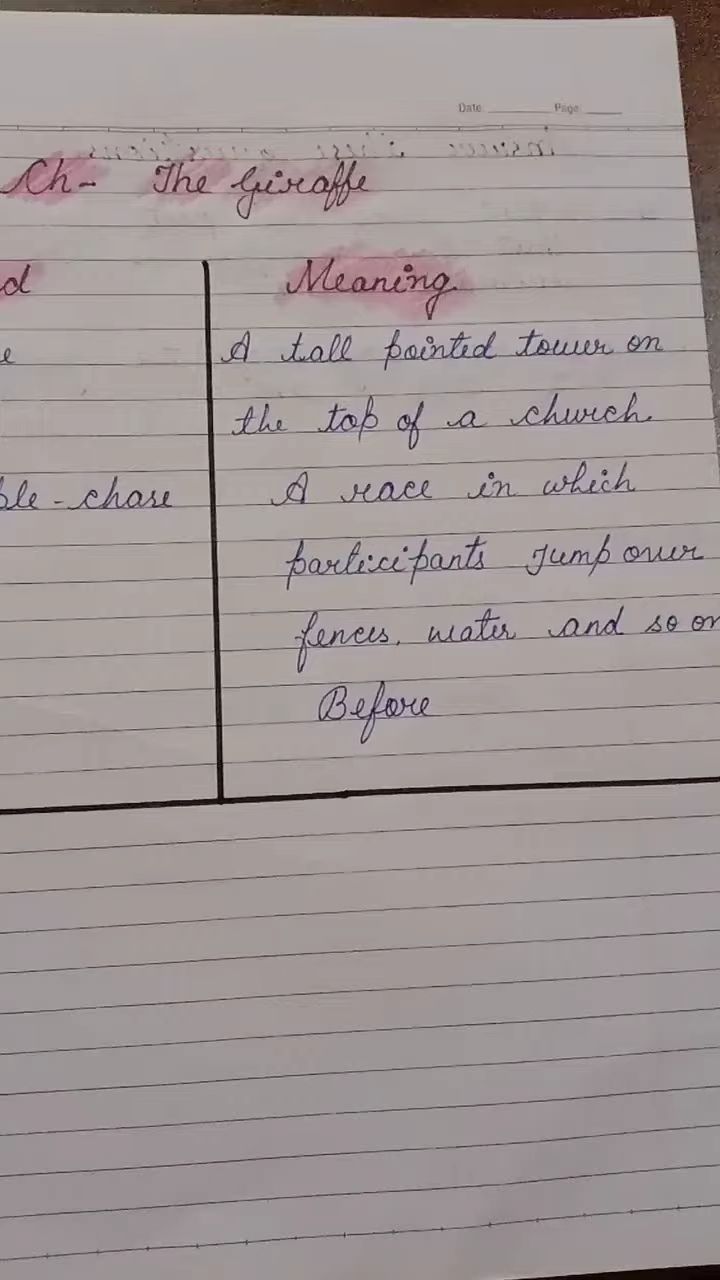 Date Page
Ch- The Giraffe
d Meaning
e A tall pointed tower on
the top of a church.
ble-chase A race in which
participants jump over
fences, water and so on
Before